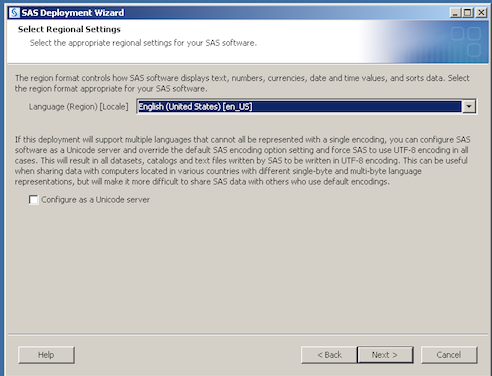 SAS Deployment Wizard
Select Regional Settings
Select the appropriate regional settings for your SAS software.
The region format controls how SAS software displays text, numbers, currencies, date and time values, and sorts data. Select
the region format appropriate for your SAS software.
Language (Region) [Locale] English (United States) [en_US]
If this deployment will support multiple languages that cannot all be represented with a single encoding, you can configure SAS
software as a Unicode server and override the default SAS encoding option setting and force SAS to use UTF-8 encoding in all
cases. This will result in all datasets, catalogs and text files written by SAS to be written in UTF-8 encoding. This can be useful
when sharing data with computers located in various countries with different single-byte and multi-byte language
representations, but will make it more difficult to share SAS data with others who use default encodings.
Configure as a Unicode server
Help < Back Next > Cancel